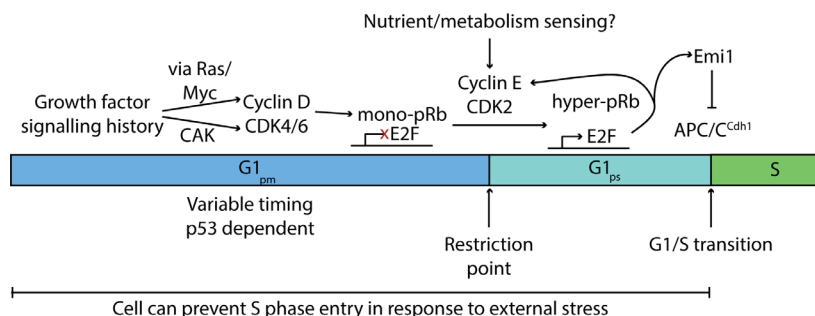 Nutrient/metabolism sensing?
via Ras/
Myc
Growth factor
signalling history
CAK
Cyclin D
CDK4/6
mono-pRb
xE2F
Cyclin E
CDK2
hyper-pRb
E2F
Emi1
APC/C^Cdh1
G1pm
G1ps
S
Variable timing
p53 dependent
Restriction
point
G1/S transition
Cell can prevent S phase entry in response to external stress